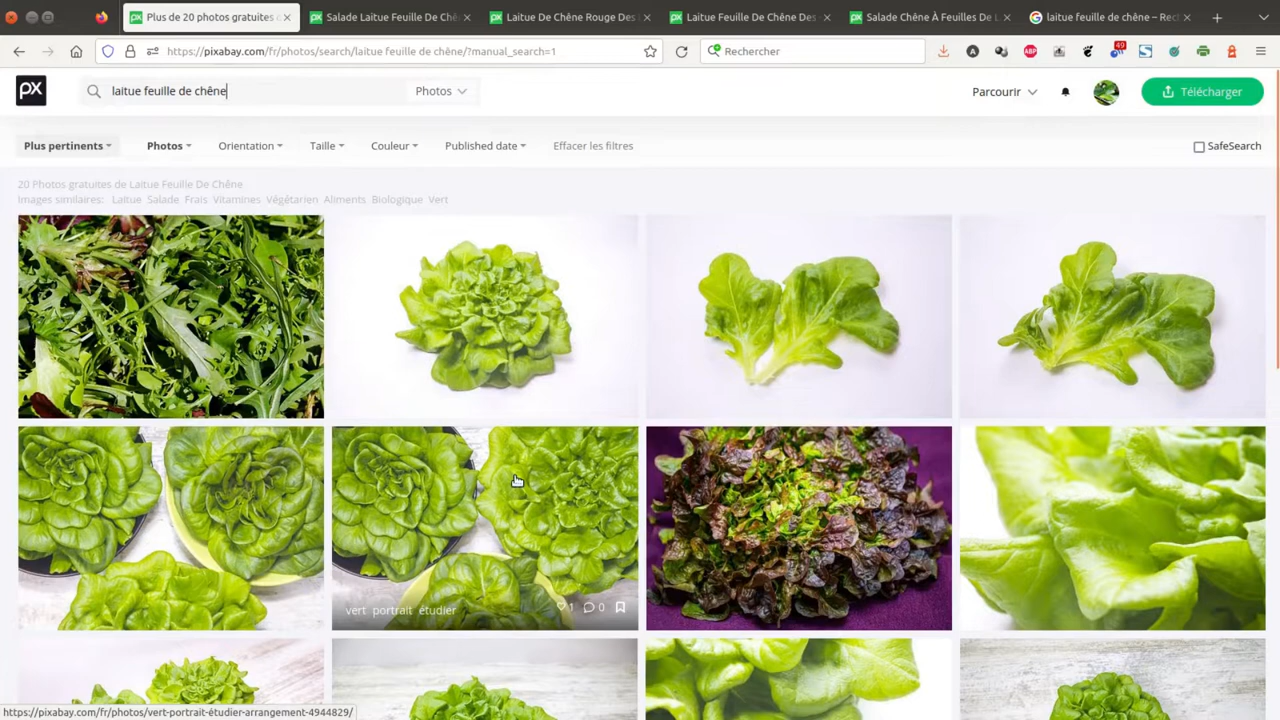 Plus de 20 photos gratuites d
Salade Laitue Feuille De Chê
Laitue De Chêne Rouge Des
Laitue Feuille De Chêne Des
Salade Chêne À Feuilles De L
laitue feuille de chêne – Rec
https://pixabay.com/fr/photos/search/laitue feuille de chêne/?manual_search=1
Rechercher
A
ABP
49
px
laitue feuille de chêne
Photos
Parcourir
Télécharger
Plus pertinents
Photos
Orientation
Taille
Couleur
Published date
Effacer les filtres
SafeSearch
20 Photos gratuites de Laitue Feuille De Chêne
Images similaires: Laitue Salade Frais Vitamines Végétarien Aliments Biologique Vert
vert portrait étudier
1
0
https://pixabay.com/fr/photos/vert-portrait-étudier-arrangement-4944829/